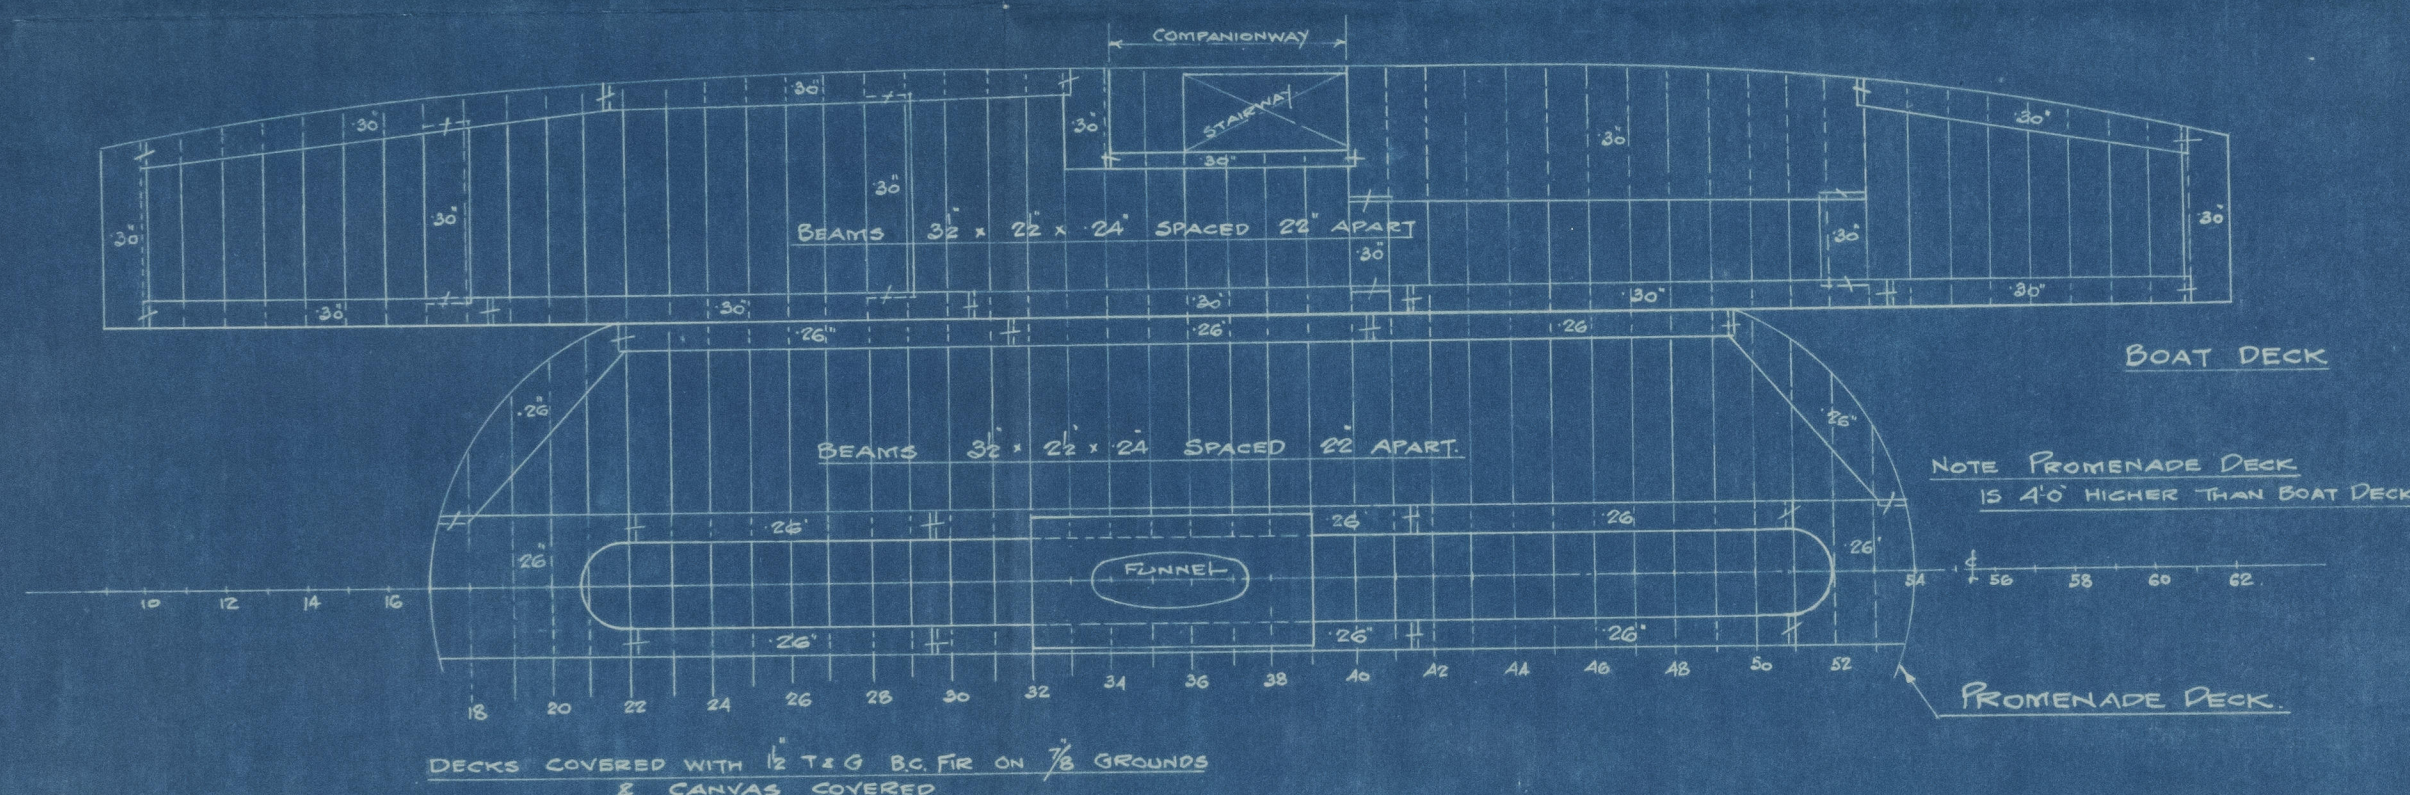 COMPANIONWAY
.30"
.30"
.30"
STAIRWAY
.30"
.30"
.30"
.30"
.30"
.30"
.30"
.30"
.30"
.30"
BEAMS 3½" x 2½" x .24" SPACED 22" APART
.30"
.30"
.30"
.30"
.30"
.30"
.26"
.26"
.26"
BOAT DECK
.26"
.26"
BEAMS 3½" x 2½" x .24" SPACED 22" APART.
NOTE PROMENADE DECK
IS 4'-0" HIGHER THAN BOAT DECK
.26"
.26"
.26"
.26"
.26"
FUNNEL
10 12 14 16
54 ₵ 56 58 60 62
.26"
.26"
.26"
18 20 22 24 26 28 30 32 34 36 38 40 42 44 46 48 50 52
PROMENADE DECK.
DECKS COVERED WITH 1½" T & G B.C. FIR ON 7/8" GROUNDS
& CANVAS COVERED